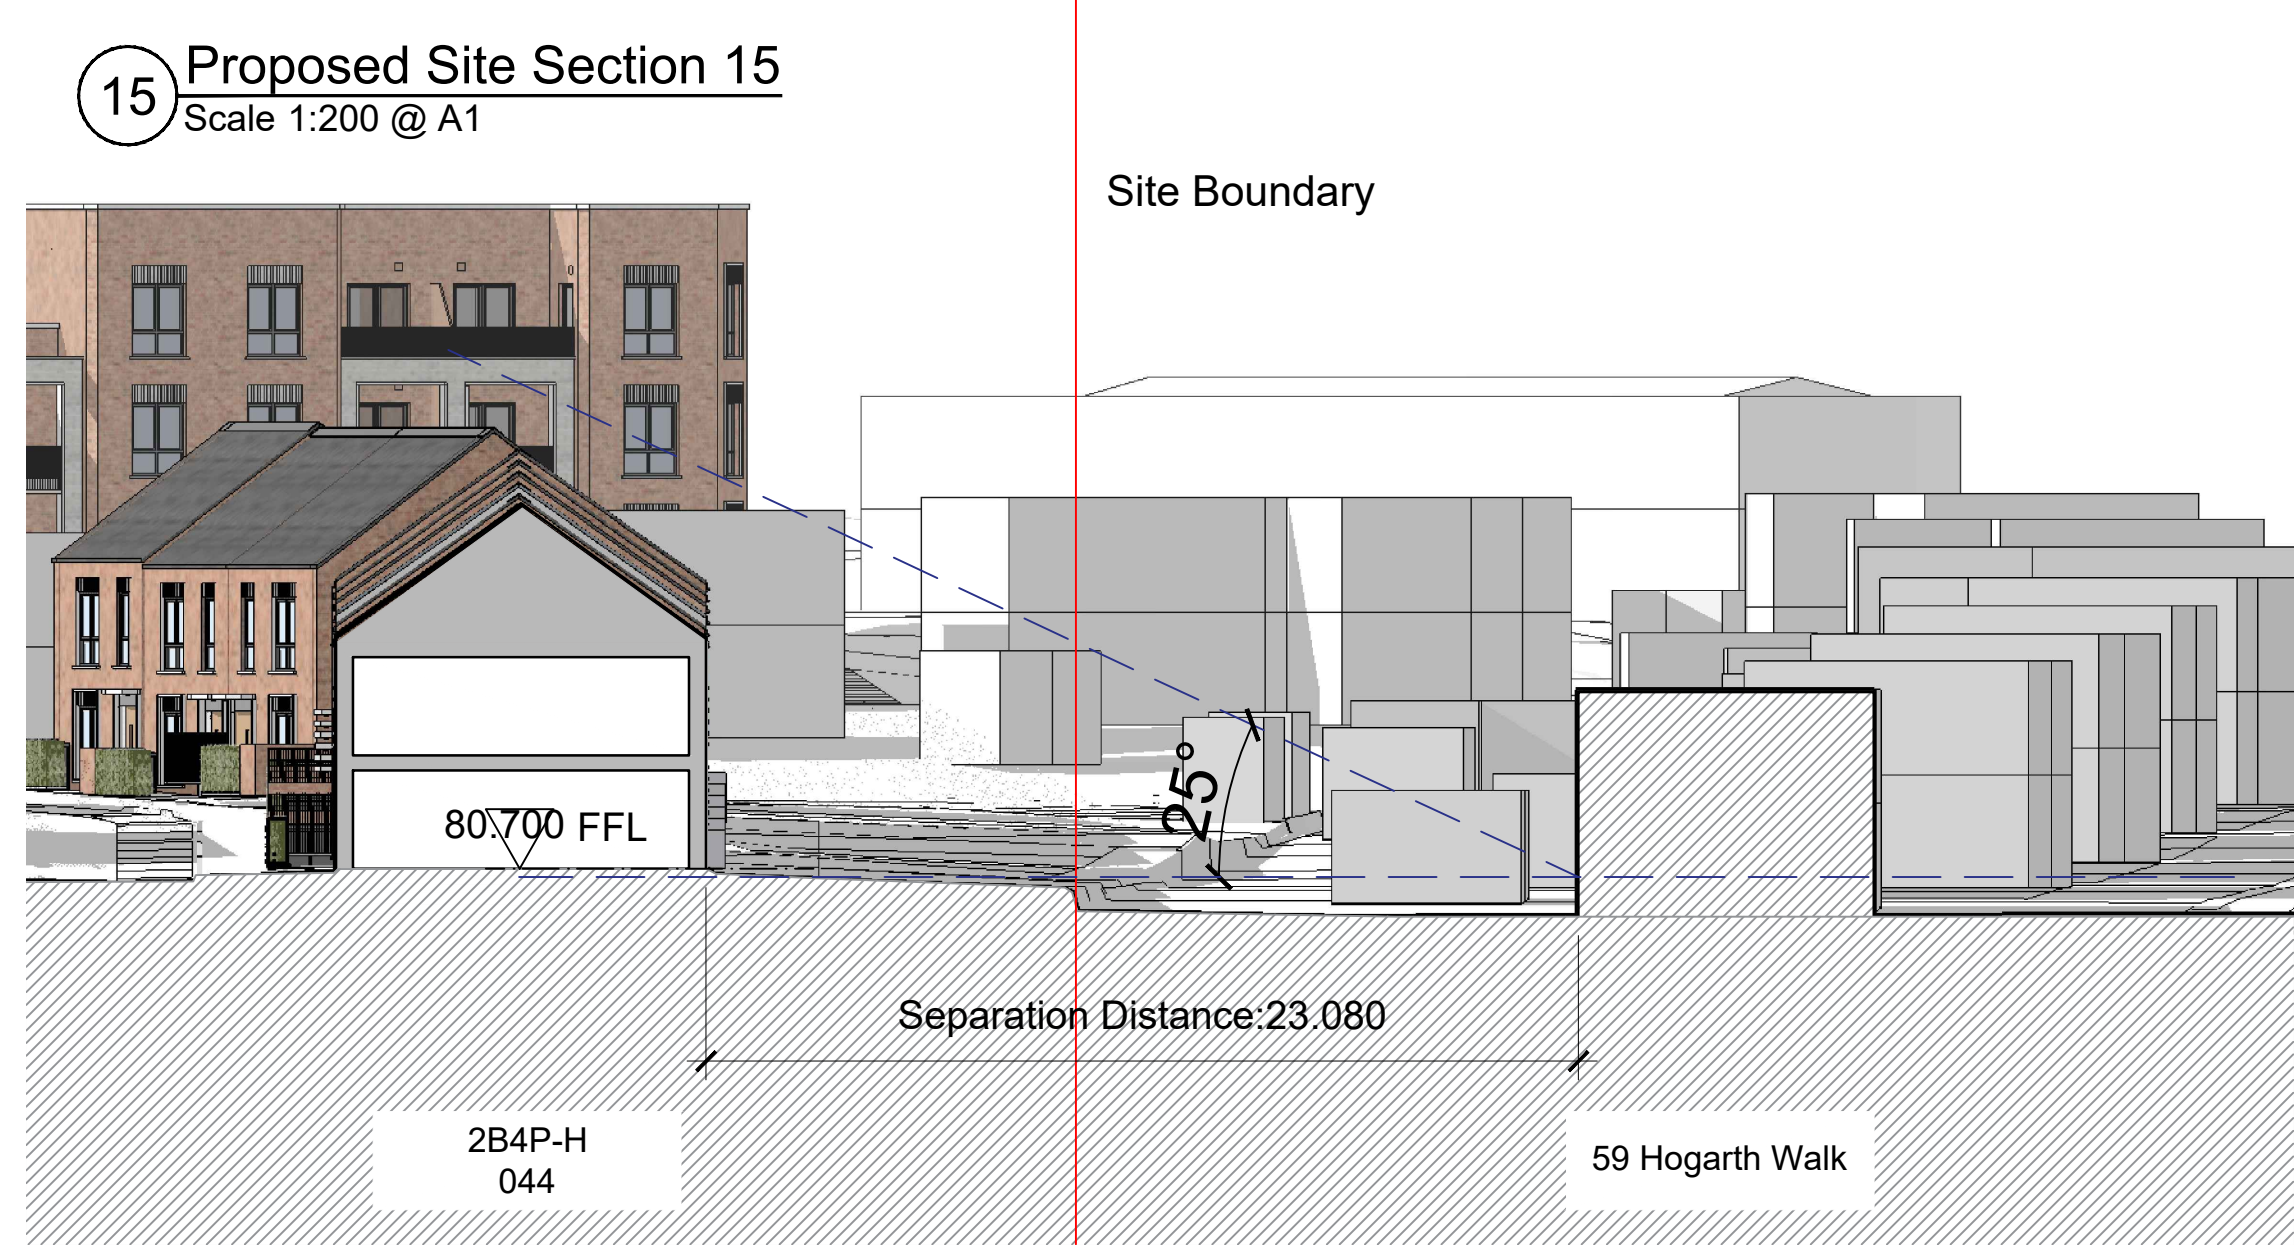 15
Proposed Site Section 15
Scale 1:200 @ A1
Site Boundary
25°
80.700 FFL
Separation Distance:23.080
2B4P-H
044
59 Hogarth Walk